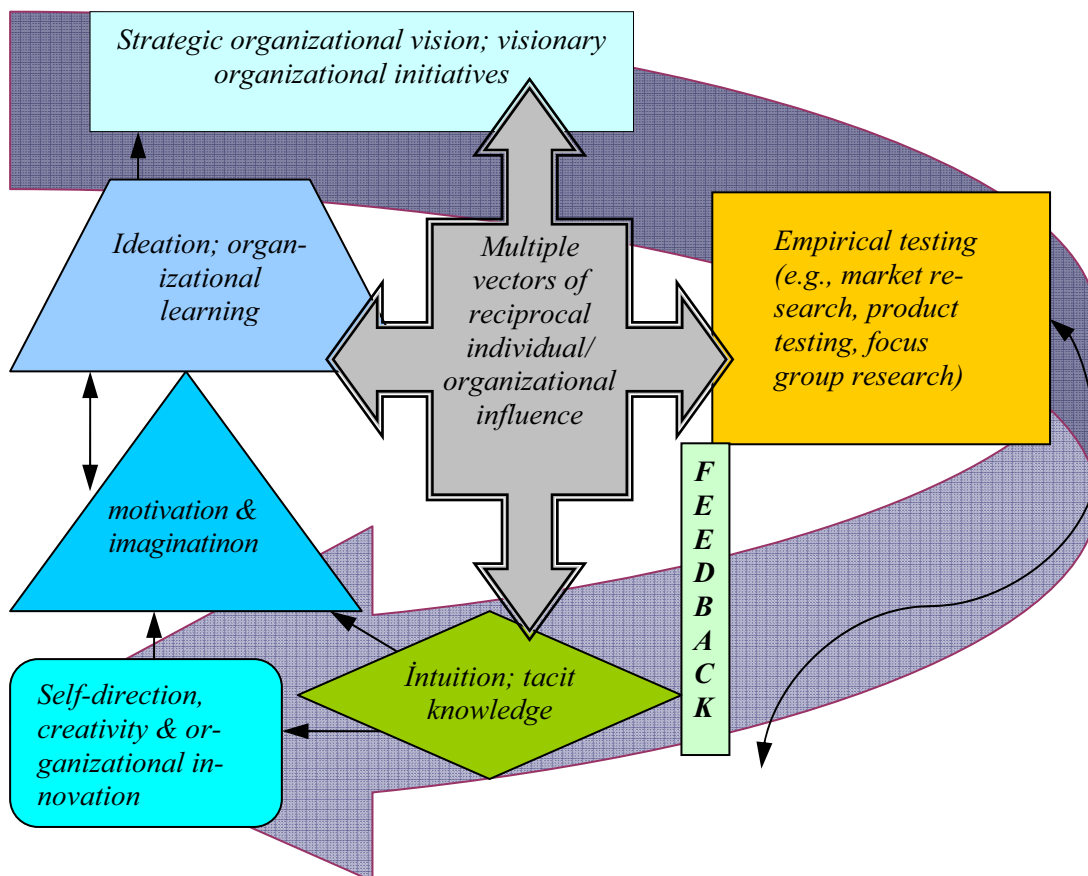 Strategic organizational vision; visionary
organizational initiatives
Ideation; organ-
izational
learning
Multiple
vectors of
reciprocal
individual/
organizational
influence
Empirical testing
(e.g., market re-
search, product
testing, focus
group research)
motivation &
imaginatinon
F
E
E
D
B
A
C
K
İntuition; tacit
knowledge
Self-direction,
creativity & or-
ganizational in-
novation